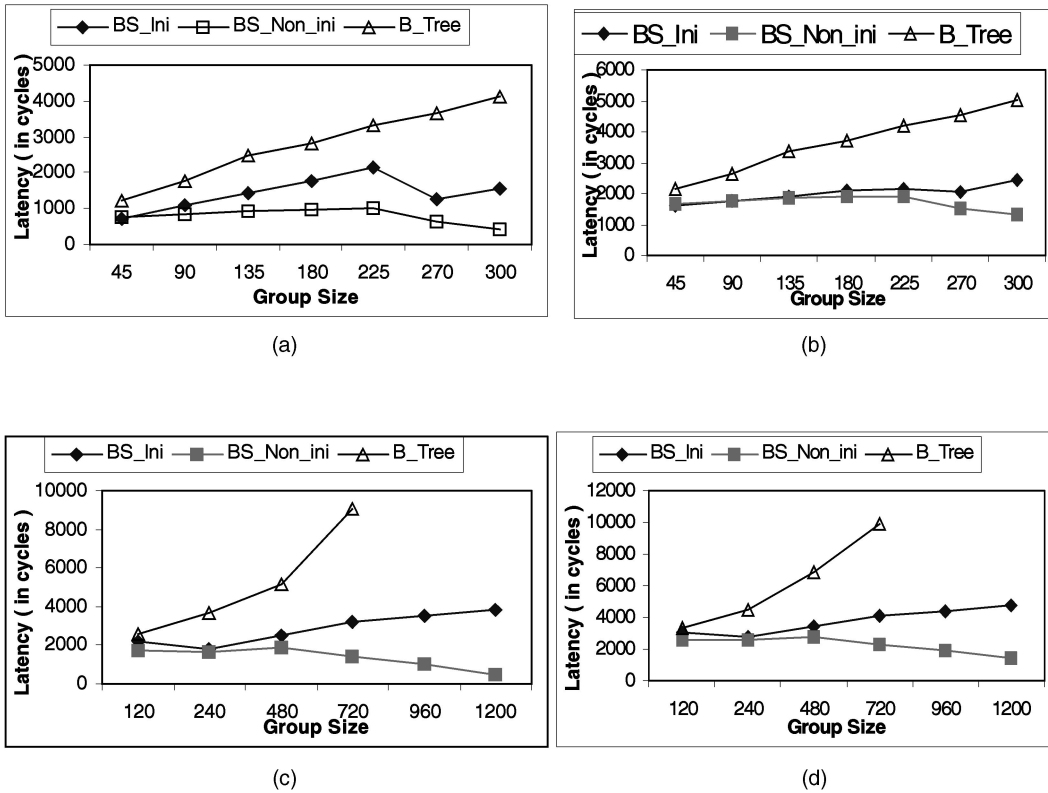 BS_Ini BS_Non_ini B_Tree
Latency ( in cycles)
5000
4000
3000
2000
1000
0
45 90 135 180 225 270 300
Group Size
(a)
BS_Ini BS_Non_ini B_Tree
Latency ( in cycles)
6000
5000
4000
3000
2000
1000
0
45 90 135 180 225 270 300
Group Size
(b)
BS_Ini BS_Non_ini B_Tree
Latency ( in cycles)
10000
8000
6000
4000
2000
0
120 240 480 720 960 1200
Group Size
(c)
BS_Ini BS_Non_ini B_Tree
Latency ( in cycles)
12000
10000
8000
6000
4000
2000
0
120 240 480 720 960 1200
Group Size
(d)